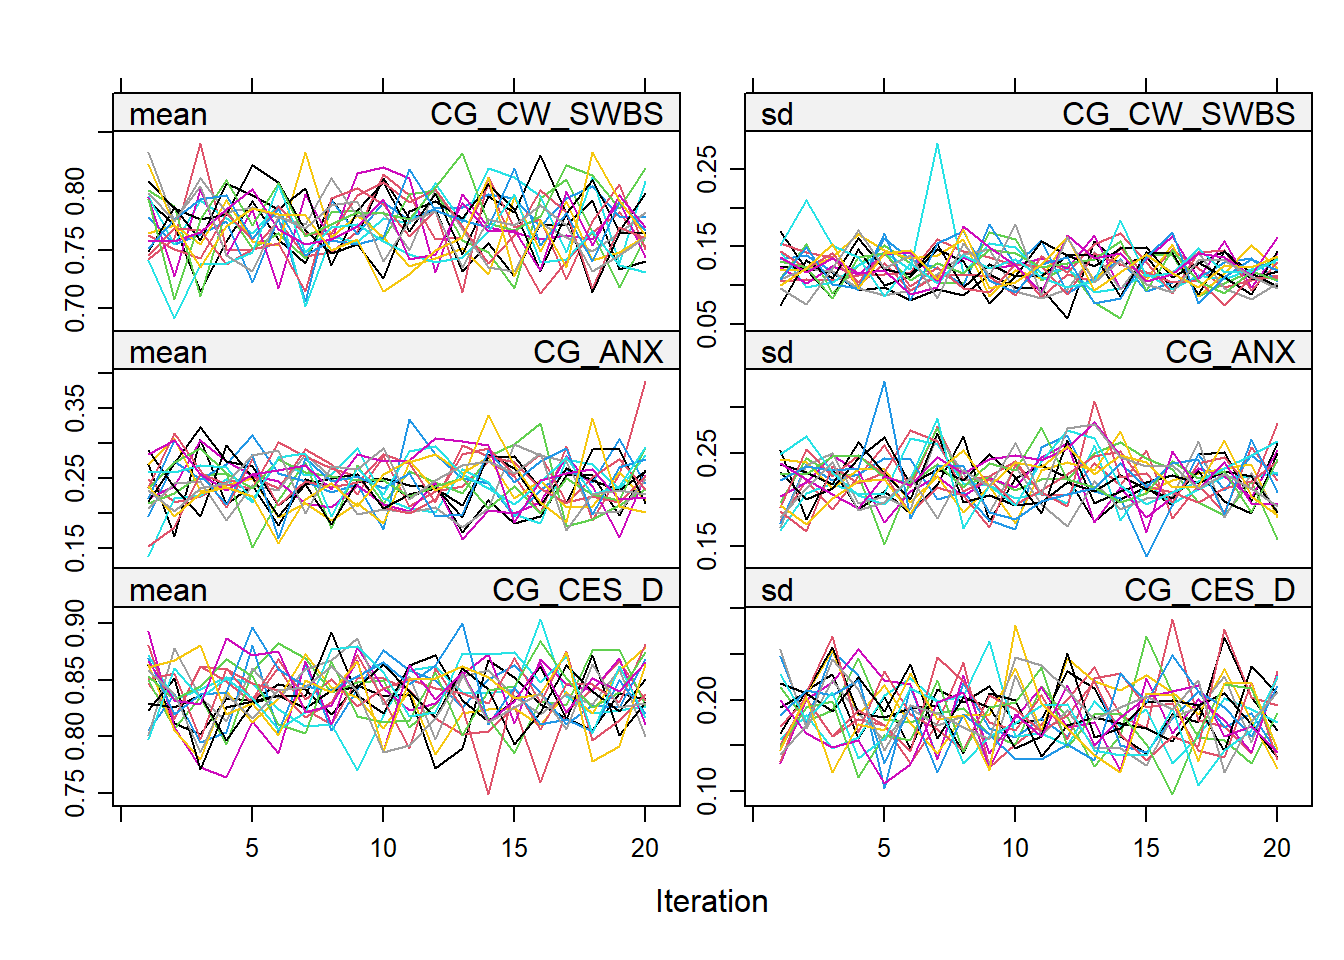 mean CG_CW_SWBS
sd CG_CW_SWBS
0.80
0.75
0.70
0.25
0.15
0.05
mean CG_ANX
sd CG_ANX
0.35
0.25
0.15
0.25
0.15
mean CG_CES_D
sd CG_CES_D
0.90
0.85
0.80
0.75
0.20
0.10
5 10 15 20
5 10 15 20
Iteration